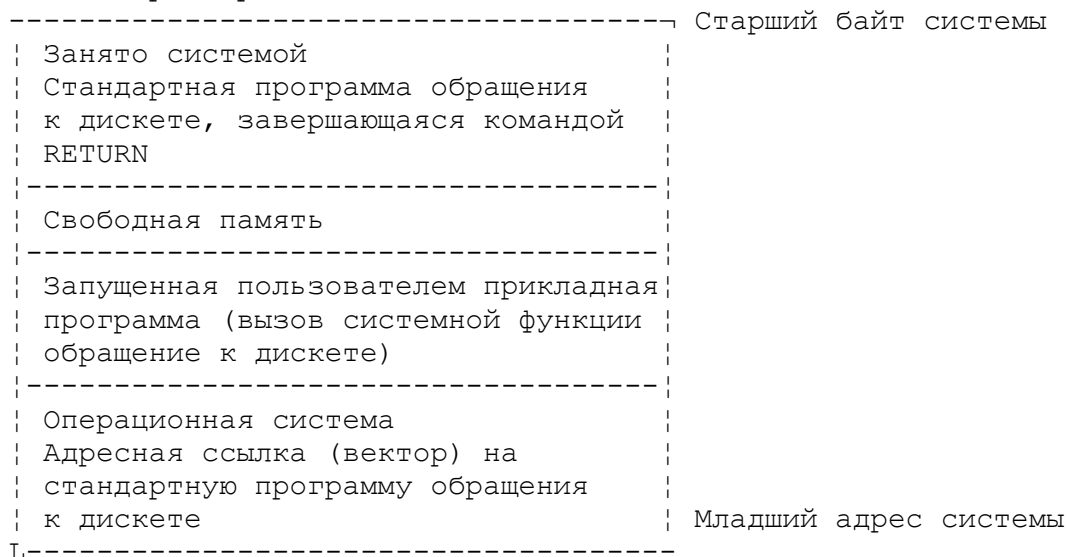 -------------------------------------¬ Старший байт системы
¦ Занято системой ¦
¦ Стандартная программа обращения ¦
¦ к дискете, завершающаяся командой ¦
¦ RETURN
¦------------------------------------¦
¦ Свободная память ¦
¦------------------------------------¦
¦ Запущенная пользователем прикладная¦
¦ программа (вызов системной функции ¦
¦ обращение к дискете) ¦
¦------------------------------------¦
¦ Операционная система ¦
¦ Адресная ссылка (вектор) на ¦
¦ стандартную программу обращения ¦
¦ к дискете ¦ Младший адрес системы
L-------------------------------------